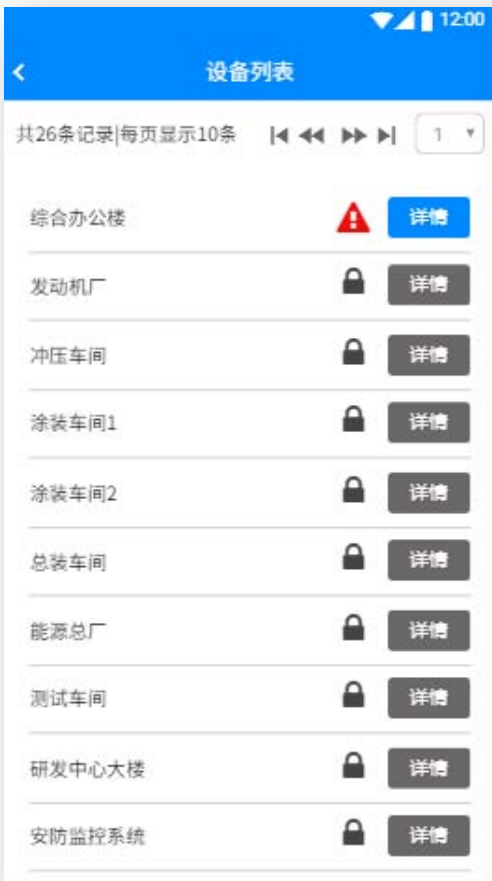 12:00
设备列表
共26条记录|每页显示10条 1
综合办公楼 详情
发动机厂 详情
冲压车间 详情
涂装车间1 详情
涂装车间2 详情
总装车间 详情
能源总厂 详情
测试车间 详情
研发中心大楼 详情
安防监控系统 详情